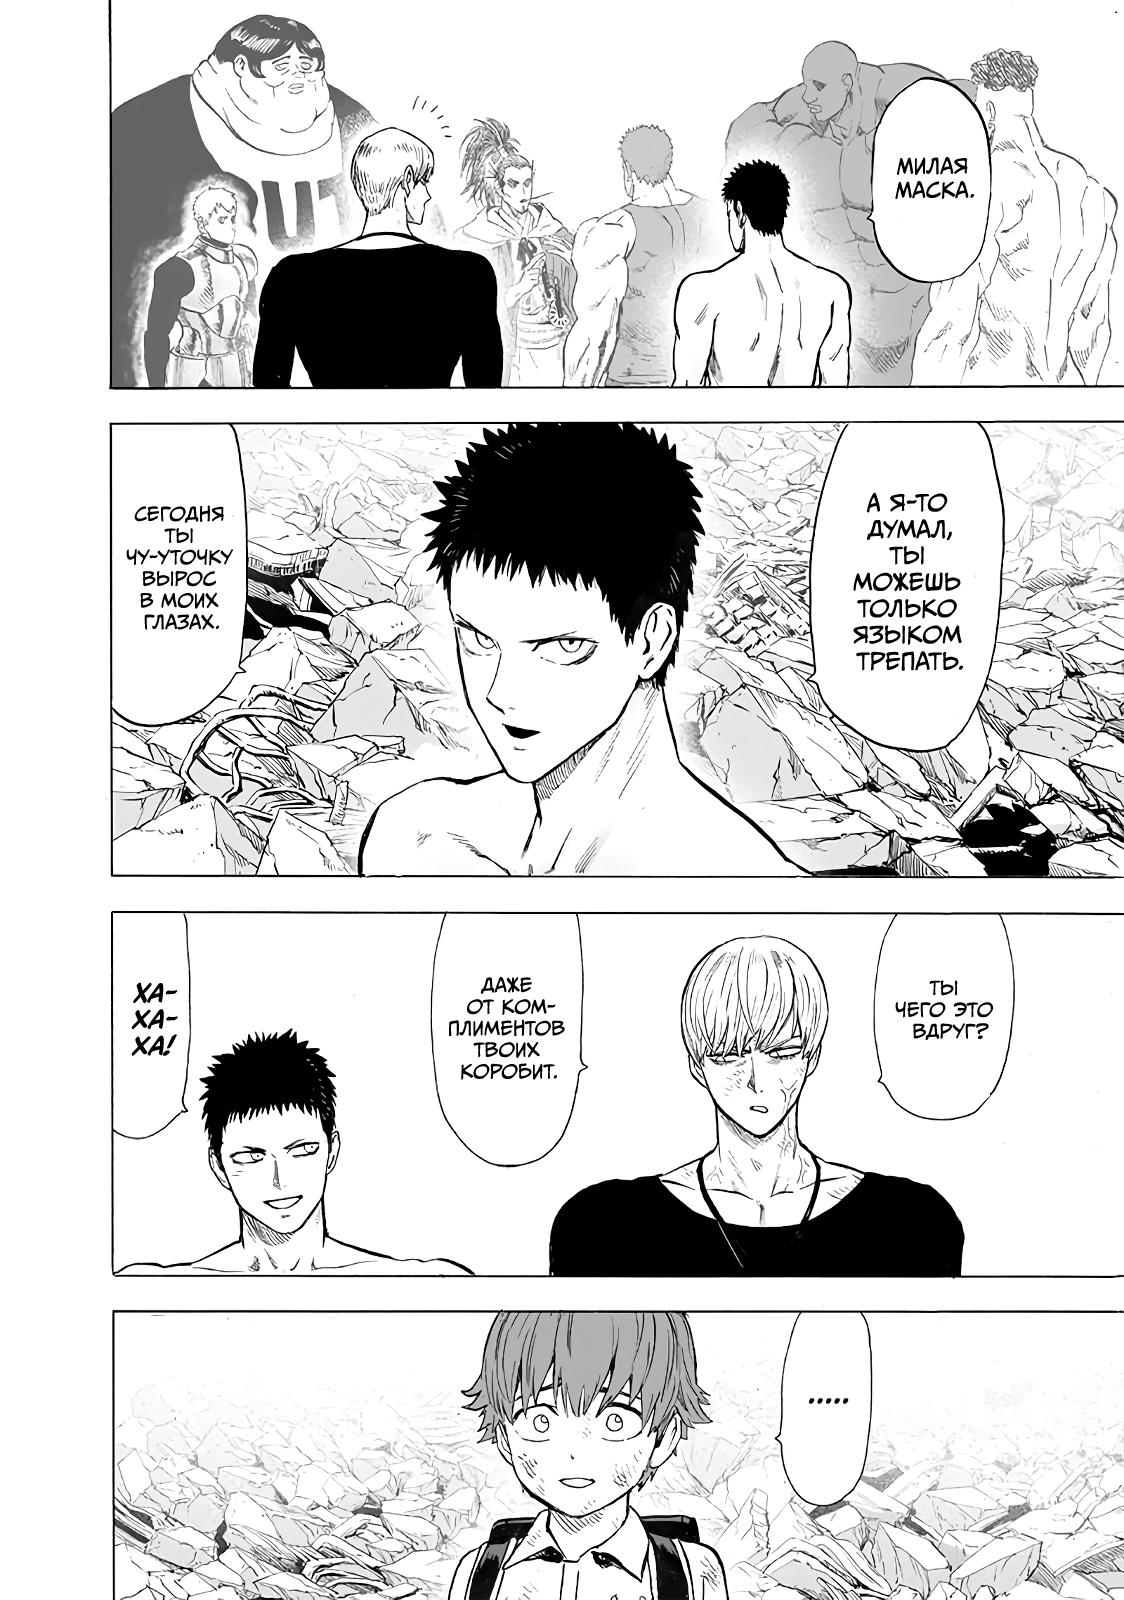 МИЛАЯ
МАСКА.
А Я-ТО
ДУМАЛ,
ТЫ
МОЖЕШЬ
ТОЛЬКО
ЯЗЫКОМ
ТРЕПАТЬ.
СЕГОДНЯ
ТЫ
ЧУ-УТОЧКУ
ВЫРОС
В МОИХ
ГЛАЗАХ.
ТЫ
ЧЕГО ЭТО
ВДРУГ?
ДАЖЕ
ОТ КОМ-
ПЛИМЕНТОВ
ТВОИХ
КОРОБИТ.
ХА-
ХА-
ХА!
.....